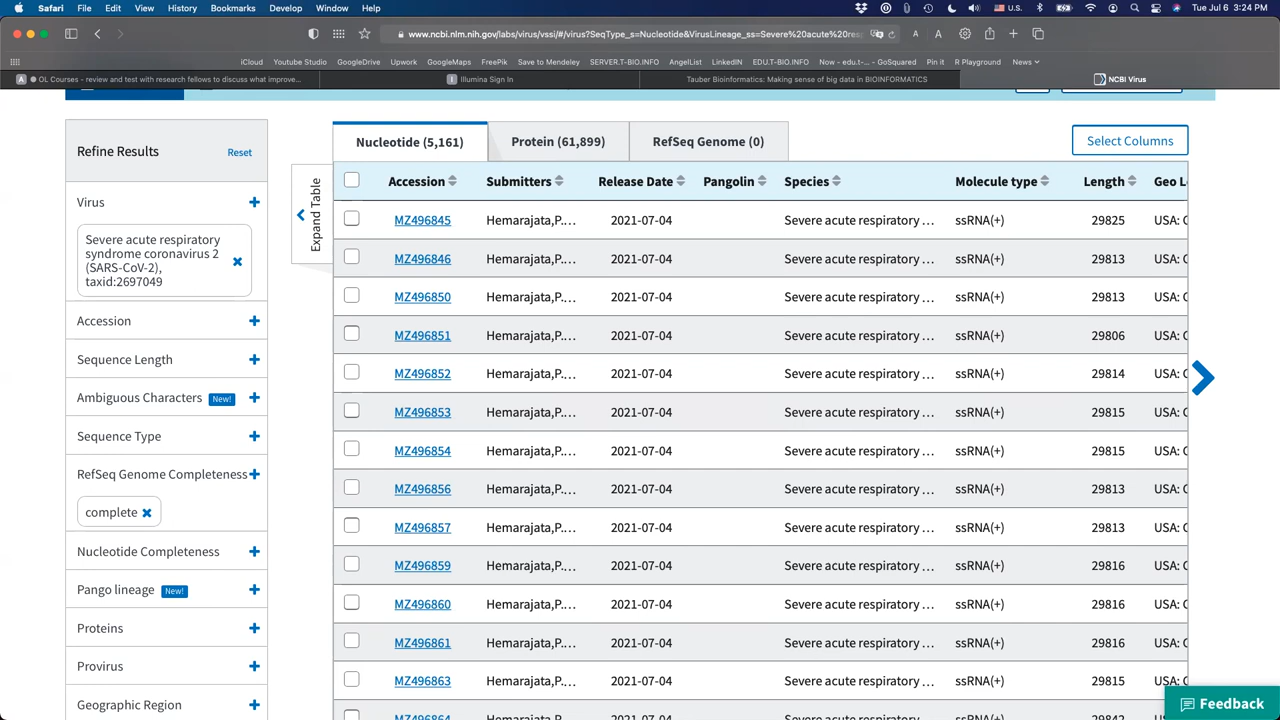 Safari File Edit View History Bookmarks Develop Window Help U.S. Tue Jul 6 3:24 PM
www.ncbi.nlm.nih.gov/labs/virus/vssi/#/virus?SeqType_s=Nucleotide&VirusLineage_ss=Severe%20acute%20res A A
iCloud Youtube Studio GoogleDrive Upwork GoogleMaps FreePik Save to Mendeley SERVER.T-BIO.INFO AngelList LinkedIN EDU.T-BIO.INFO Now - edu.t-... - GoSquared Pin it R Playground News
A OL Courses - review and test with research fellows to discuss what improve... I Illumina Sign In Tauber Bioinformatics: Making sense of big data in BIOINFORMATICS NCBI Virus
Refine Results Reset
Virus
Severe acute respiratory
syndrome coronavirus 2
(SARS-CoV-2),
taxid:2697049
Accession
Sequence Length
Ambiguous Characters New!
Sequence Type
RefSeq Genome Completeness
complete
Nucleotide Completeness
Pango lineage New!
Proteins
Provirus
Geographic Region
Expand Table
Nucleotide (5,161) Protein (61,899) RefSeq Genome (0) Select Columns
Accession Submitters Release Date Pangolin Species Molecule type Length Geo L
MZ496845 Hemarajata,P.... 2021-07-04 Severe acute respiratory ... ssRNA(+) 29825 USA: C
MZ496846 Hemarajata,P.... 2021-07-04 Severe acute respiratory ... ssRNA(+) 29813 USA: C
MZ496850 Hemarajata,P.... 2021-07-04 Severe acute respiratory ... ssRNA(+) 29813 USA: C
MZ496851 Hemarajata,P.... 2021-07-04 Severe acute respiratory ... ssRNA(+) 29806 USA: C
MZ496852 Hemarajata,P.... 2021-07-04 Severe acute respiratory ... ssRNA(+) 29814 USA: C
MZ496853 Hemarajata,P.... 2021-07-04 Severe acute respiratory ... ssRNA(+) 29815 USA: C
MZ496854 Hemarajata,P.... 2021-07-04 Severe acute respiratory ... ssRNA(+) 29815 USA: C
MZ496856 Hemarajata,P.... 2021-07-04 Severe acute respiratory ... ssRNA(+) 29813 USA: C
MZ496857 Hemarajata,P.... 2021-07-04 Severe acute respiratory ... ssRNA(+) 29813 USA: C
MZ496859 Hemarajata,P.... 2021-07-04 Severe acute respiratory ... ssRNA(+) 29816 USA: C
MZ496860 Hemarajata,P.... 2021-07-04 Severe acute respiratory ... ssRNA(+) 29816 USA: C
MZ496861 Hemarajata,P.... 2021-07-04 Severe acute respiratory ... ssRNA(+) 29816 USA: C
MZ496863 Hemarajata,P.... 2021-07-04 Severe acute respiratory ... ssRNA(+) 29815 USA: C
Feedback